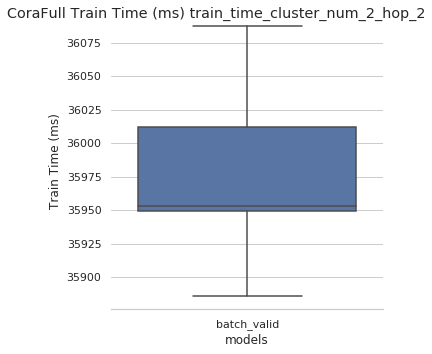 CoraFull Train Time (ms) train_time_cluster_num_2_hop_2
36075
36050
36025
36000
35975
35950
35925
35900
Train Time (ms)
batch_valid
models